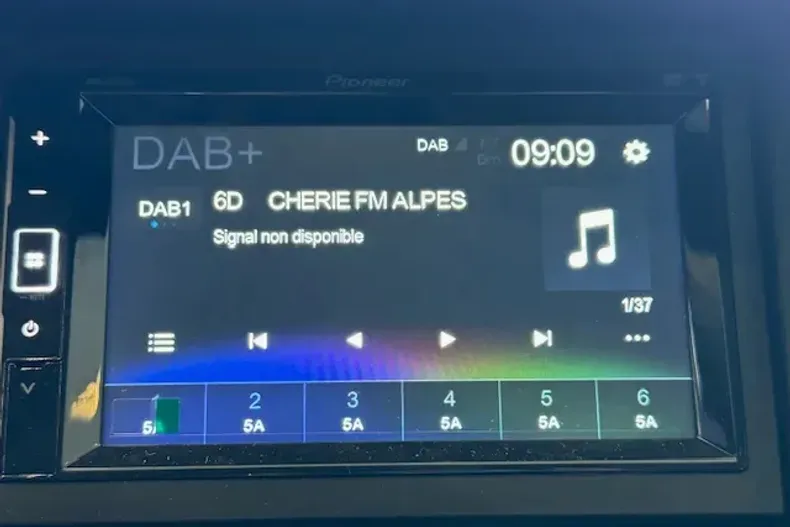 Pioneer
DAB+
DAB
09:09
DAB1
6D CHERIE FM ALPES
Signal non disponible
1/37
1 2 3 4 5 6
5A 5A 5A 5A 5A